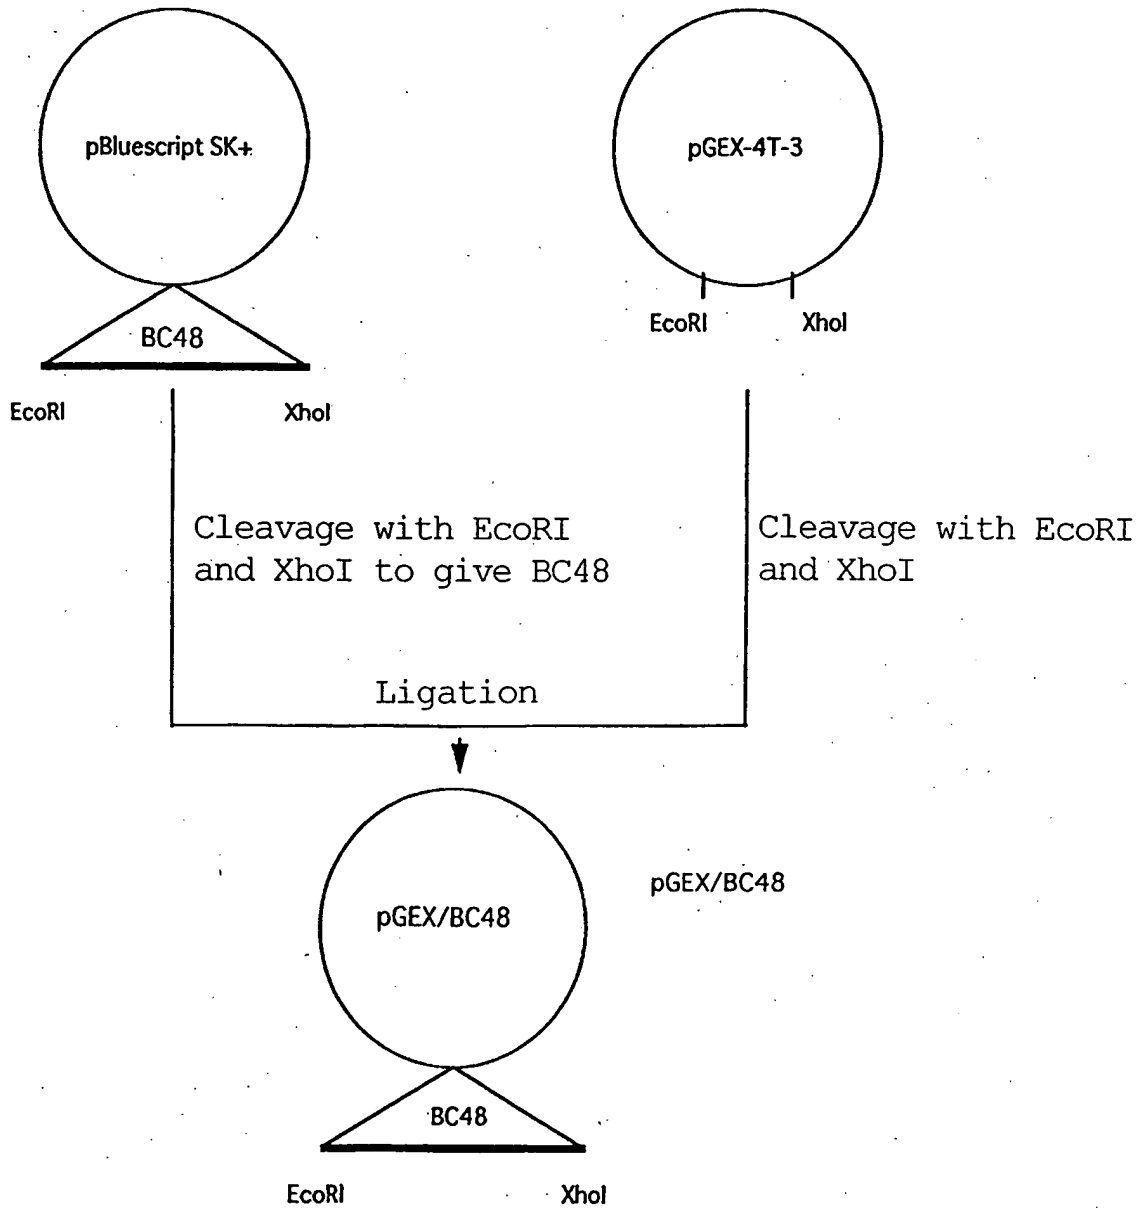 pBluescript SK+
pGEX-4T-3
BC48
EcoRI
XhoI
EcoRI
XhoI
Cleavage with EcoRI
and XhoI to give BC48
Cleavage with EcoRI
and XhoI
Ligation
pGEX/BC48
pGEX/BC48
BC48
EcoRI
XhoI